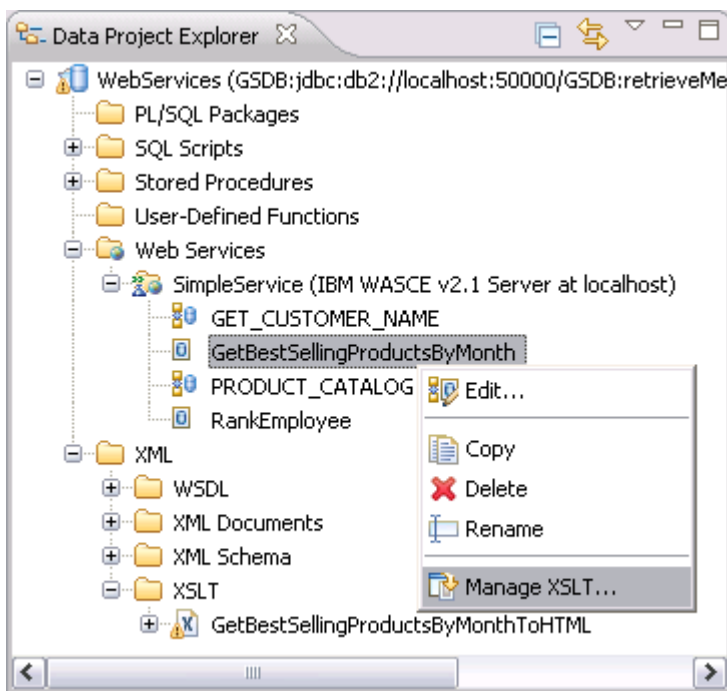 Data Project Explorer
WebServices (GSDB:jdbc:db2://localhost:50000/GSDB:retrieveMe
PL/SQL Packages
SQL Scripts
Stored Procedures
User-Defined Functions
Web Services
SimpleService (IBM WASCE v2.1 Server at localhost)
GET_CUSTOMER_NAME
GetBestSellingProductsByMonth
PRODUCT_CATALOG
Edit...
RankEmployee
XML
Copy
WSDL
Delete
XML Documents
Rename
XML Schema
XSLT
Manage XSLT...
GetBestSellingProductsByMonthToHTML